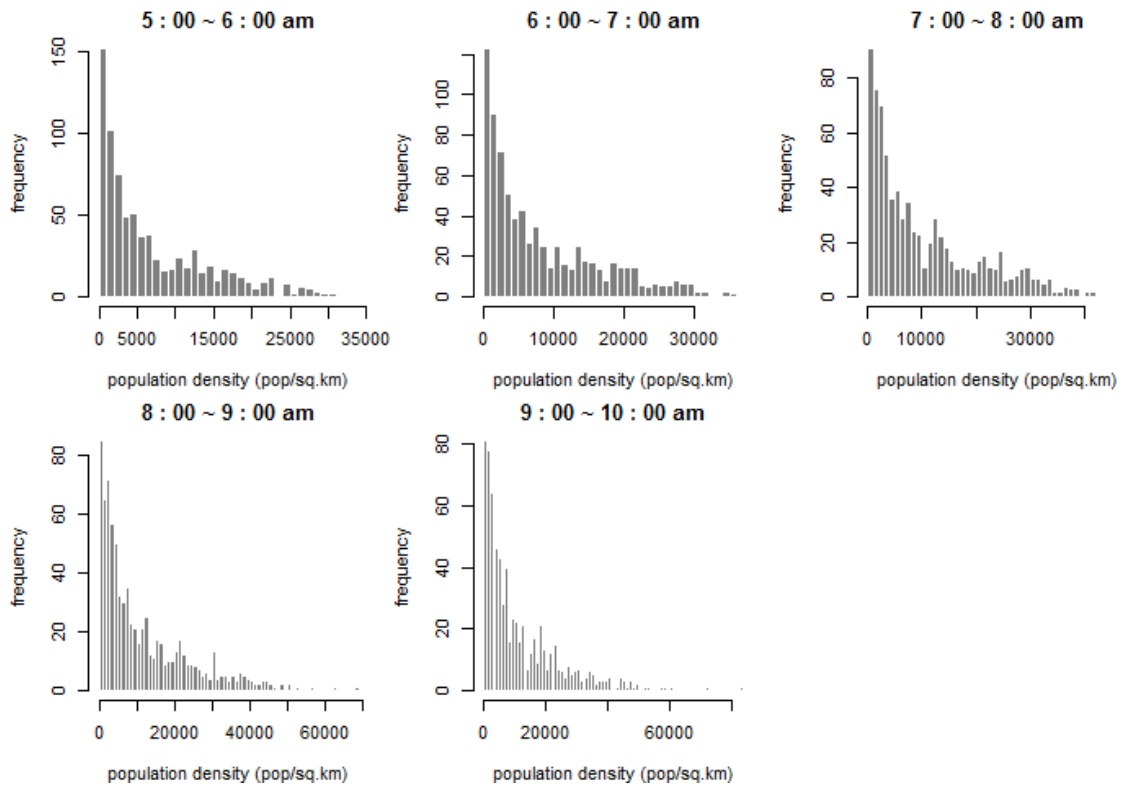 5 : 00 ~ 6 : 00 am
frequency
0 50 100 150
0 5000 15000 25000 35000
population density (pop/sq.km)
6 : 00 ~ 7 : 00 am
frequency
0 20 40 60 80 100
0 10000 20000 30000
population density (pop/sq.km)
7 : 00 ~ 8 : 00 am
frequency
0 20 40 60 80
0 10000 30000
population density (pop/sq.km)
8 : 00 ~ 9 : 00 am
frequency
0 20 40 60 80
0 20000 40000 60000
population density (pop/sq.km)
9 : 00 ~ 10 : 00 am
frequency
0 20 40 60 80
0 20000 60000
population density (pop/sq.km)